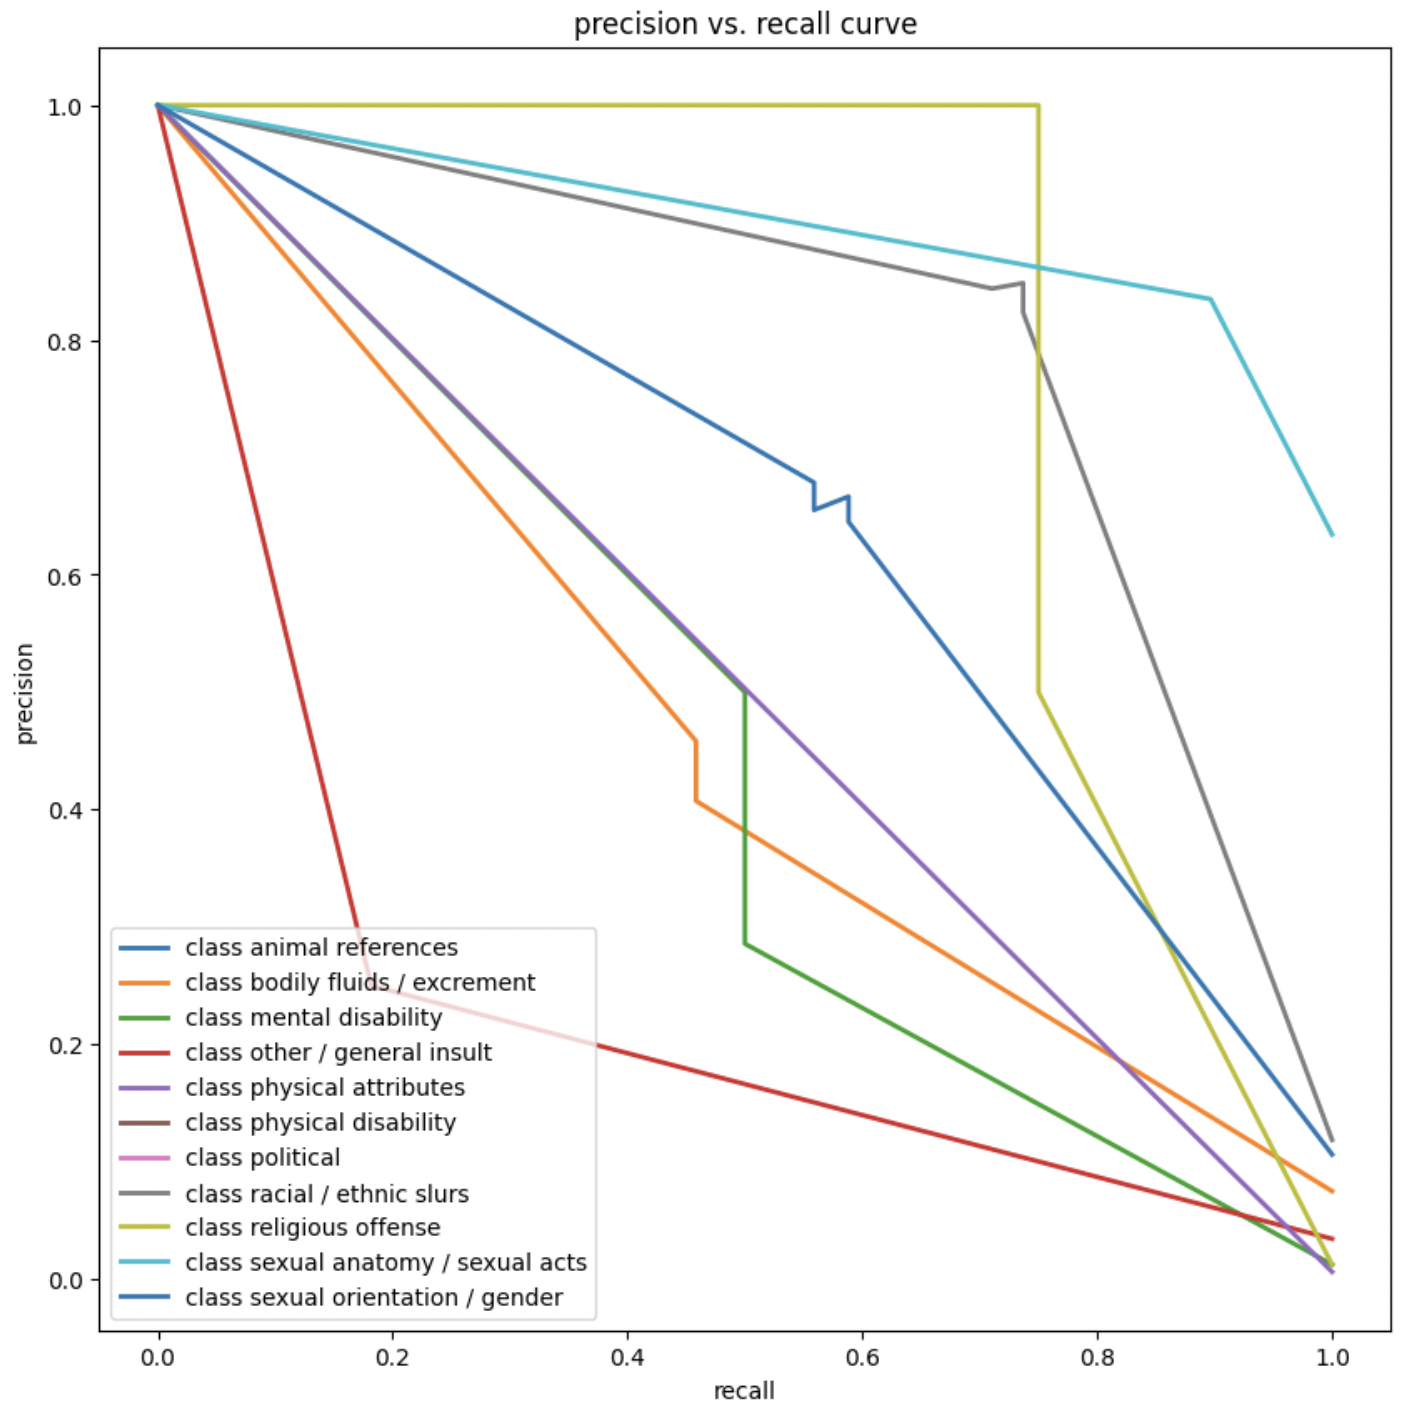 precision vs. recall curve
1.0
0.8
0.6
0.4
0.2
0.0
precision
class animal references
class bodily fluids / excrement
class mental disability
class other / general insult
class physical attributes
class physical disability
class political
class racial / ethnic slurs
class religious offense
class sexual anatomy / sexual acts
class sexual orientation / gender
0.0 0.2 0.4 0.6 0.8 1.0
recall